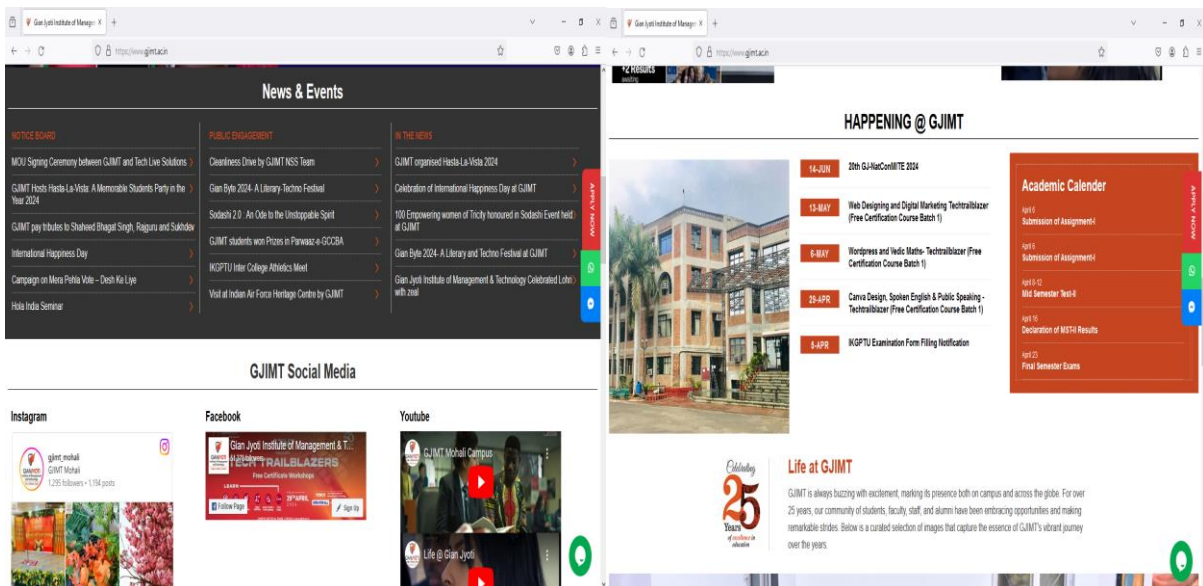 Gian Jyoti Institute of Manager
https://www.gjimt.ac.in
News & Events
NOTICE BOARD
MOU Signing Ceremony between GJIMT and Tech Live Solutions
GJIMT Hosts Hasta-La-Vista: A Memorable Students Party in the
Year 2024
GJIMT pay tributes to Shaheed Bhagat Singh, Rajguru and Sukhdev
International Happiness Day
Campaign on Mera Pehla Vote – Desh Ke Liye
Hola India Seminar
PUBLIC ENGAGEMENT
Cleanliness Drive by GJIMT NSS Team
Gian Byte 2024- A Literary-Techno Festival
Sodashi 2.0 : An Ode to the Unstoppable Spirit
GJIMT students won Prizes in Parwaaz-e-GCCBA
IKGPTU Inter College Athletics Meet
Visit at Indian Air Force Heritage Centre by GJIMT
IN THE NEWS
GJIMT organised Hasta-La-Vista 2024
Celebration of International Happiness Day at GJIMT
100 Empowering women of Tricity honoured in Sodashi Event held
at GJIMT
Gian Byte 2024- A Literary and Techno Festival at GJIMT
Gian Jyoti Institute of Management & Technology Celebrated Lohri
with zeal
APPLY NOW
GJIMT Social Media
Instagram
gjimt_mohali
GJIMT Mohali
1,295 followers • 1,194 posts
Facebook
Gian Jyoti Institute of Management & T...
TECH TRAILBLAZERS
Free Certificate Workshops
LEARN
29TH APRIL
Follow Page
Sign Up
Youtube
GJIMT Mohali Campus
Life @ Gian Jyoti
Gian Jyoti Institute of Manager
https://www.gjimt.ac.in
+2 Results
awaiting
HAPPENING @ GJIMT
14-JUN
20th GJ-NatConMITE 2024
13-MAY
Web Designing and Digital Marketing Techtrailblazer
(Free Certification Course Batch 1)
6-MAY
Wordpress and Vedic Maths- Techtrailblazer (Free
Certification Course Batch 1)
29-APR
Canva Design, Spoken English & Public Speaking -
Techtrailblazer (Free Certification Course Batch 1)
5-APR
IKGPTU Examination Form Filling Notification
Academic Calender
April 6
Submission of Assignment-I
April 6
Submission of Assignment-I
April 8-12
Mid Semester Test-II
April 16
Declaration of MST-II Results
April 23
Final Semester Exams
APPLY NOW
Celebrating
25
Years
of excellence in
education
Life at GJIMT
GJIMT is always buzzing with excitement, marking its presence both on campus and across the globe. For over
25 years, our community of students, faculty, staff, and alumni have been embracing opportunities and making
remarkable strides. Below is a curated selection of images that capture the essence of GJIMT's vibrant journey
over the years.